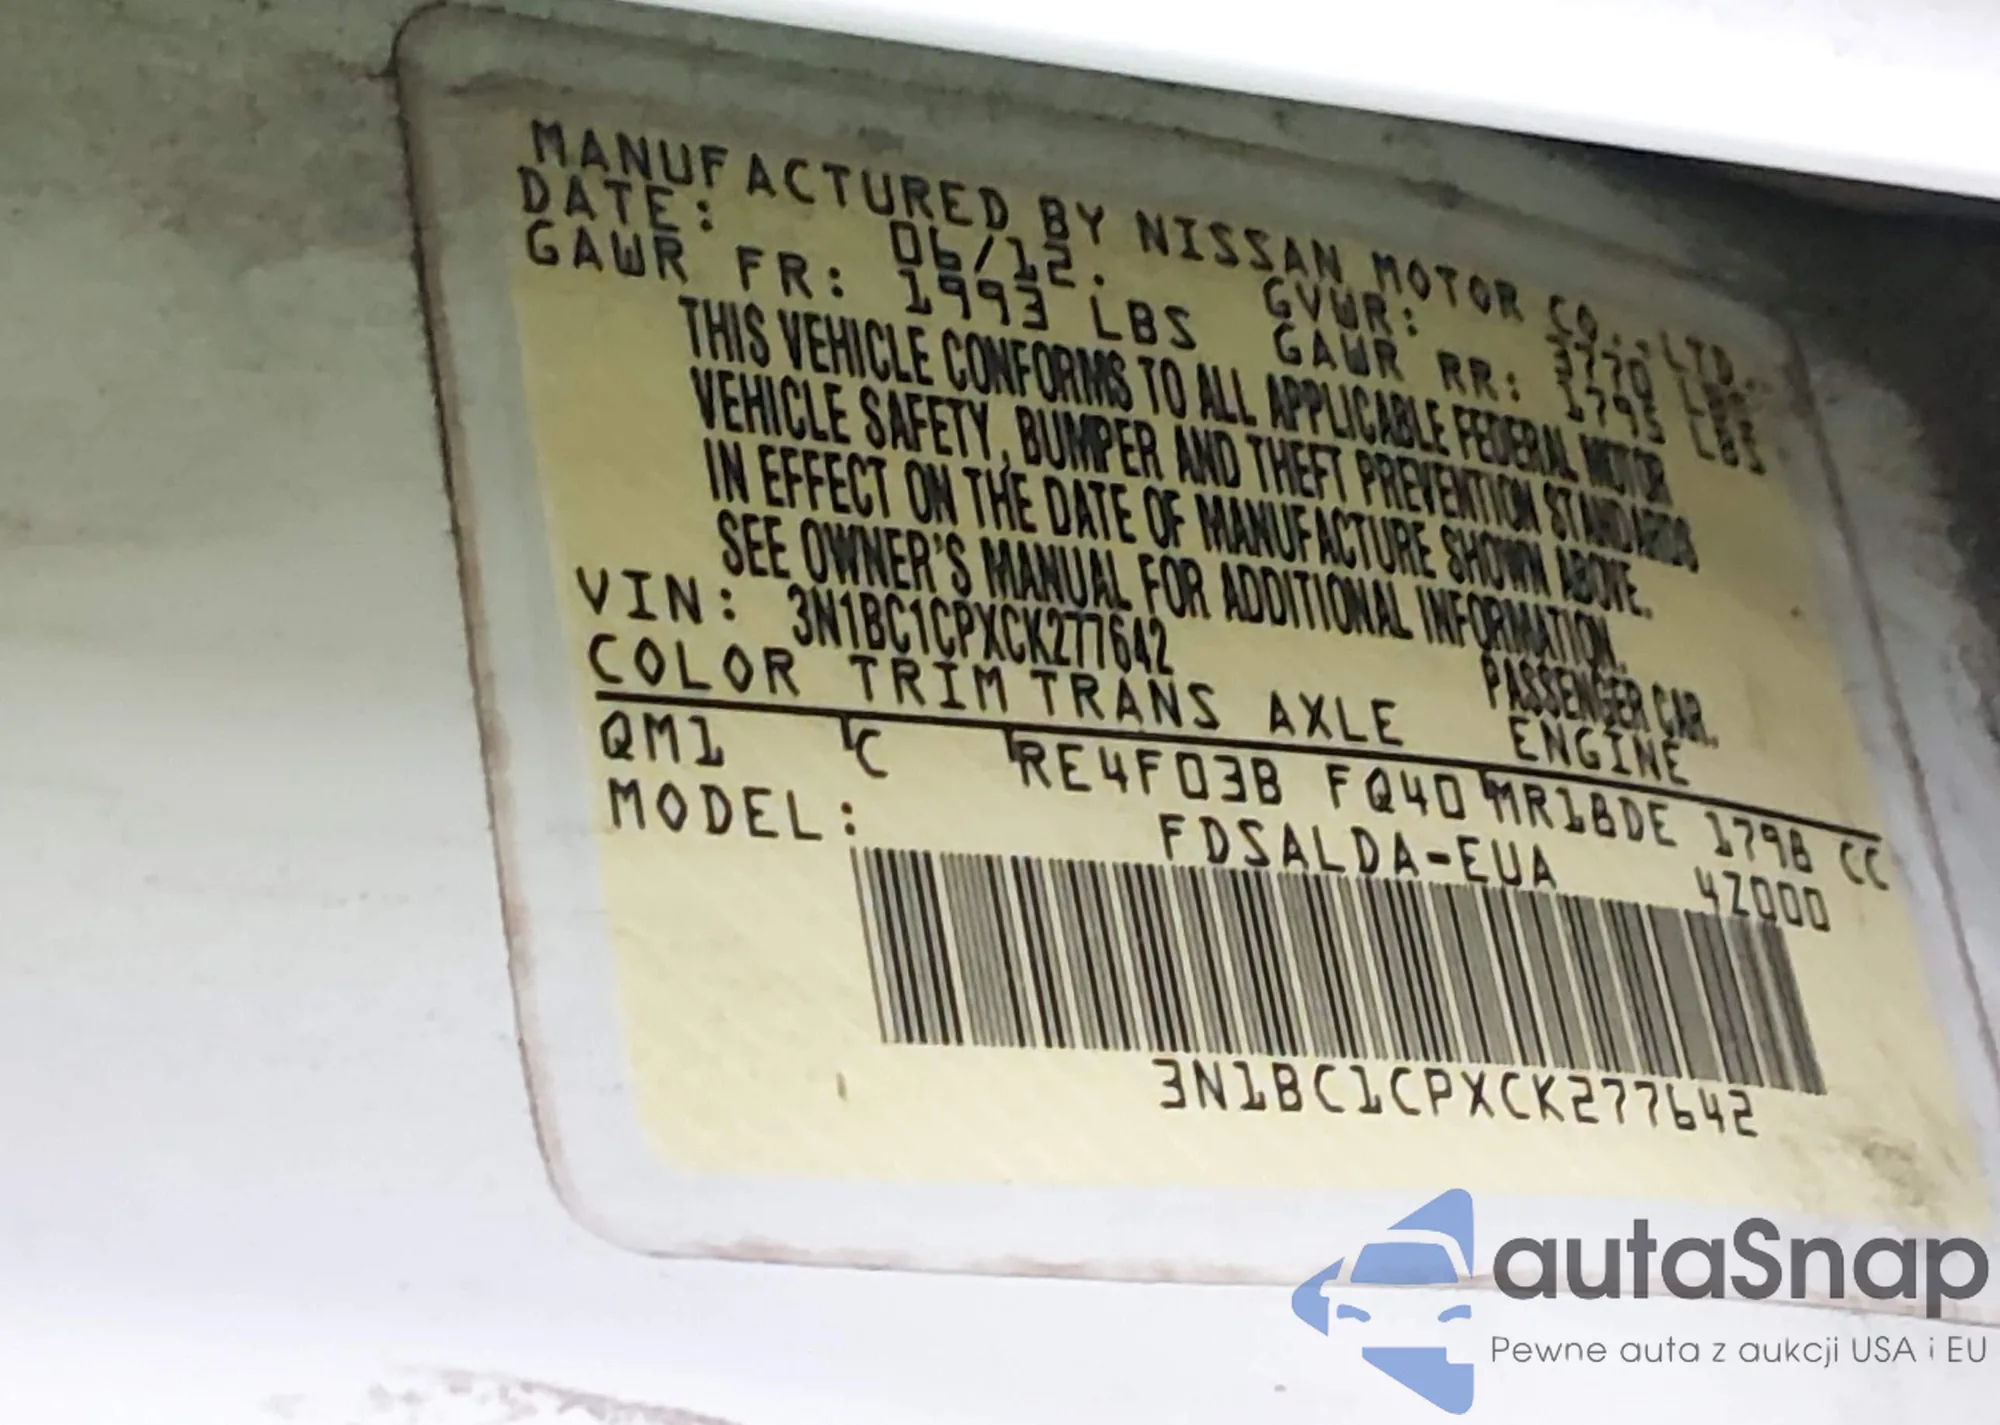 MANUFACTURED BY NISSAN MOTOR CO., LTD.
DATE: 06/12. GVWR: 3770 LBS
GAWR FR: 1993 LBS GAWR RR: 1795 LBS
THIS VEHICLE CONFORMS TO ALL APPLICABLE FEDERAL MOTOR
VEHICLE SAFETY, BUMPER AND THEFT PREVENTION STANDARDS
IN EFFECT ON THE DATE OF MANUFACTURE SHOWN ABOVE.
SEE OWNER'S MANUAL FOR ADDITIONAL INFORMATION.
VIN: 3N1BC1CPXCK277642 PASSENGER CAR.
COLOR TRIM TRANS AXLE ENGINE
QM1 C RE4F03B FQ40 MR18DE 1798 CC
MODEL: FDSALDA-EUA 4Z000
3N1BC1CPXCK277642
autaSnap
Pewne auta z aukcji USA i EU